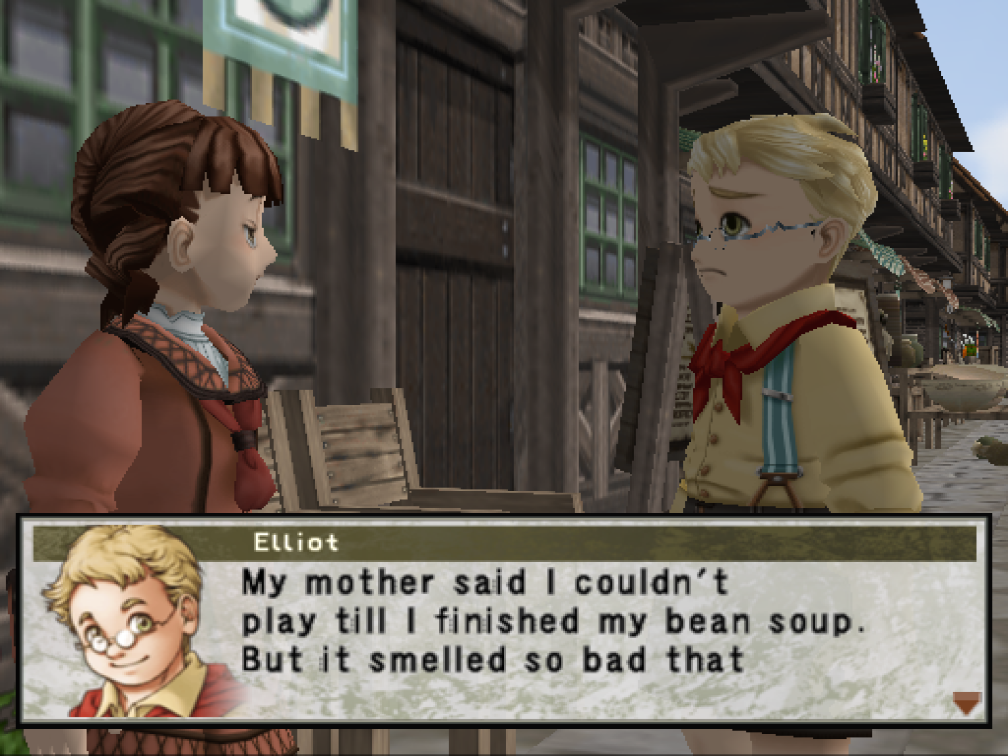 Elliot
My mother said I couldn't
play till I finished my bean soup.
But it smelled so bad that